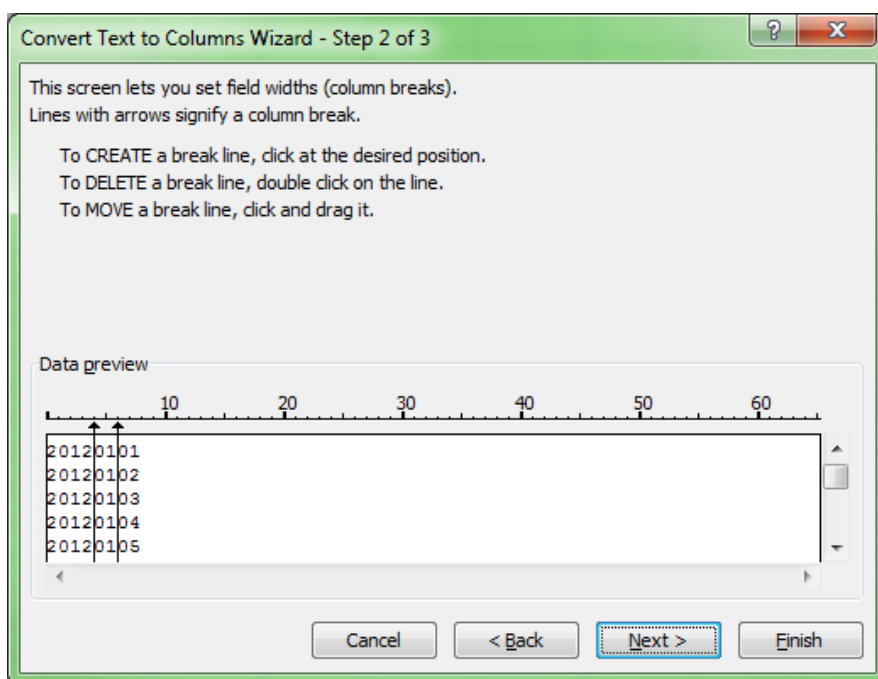 Convert Text to Columns Wizard - Step 2 of 3
?
X
This screen lets you set field widths (column breaks).
Lines with arrows signify a column break.
To CREATE a break line, click at the desired position.
To DELETE a break line, double click on the line.
To MOVE a break line, click and drag it.
Data preview
10 20 30 40 50 60
20120101
20120102
20120103
20120104
20120105
Cancel < Back Next > Finish